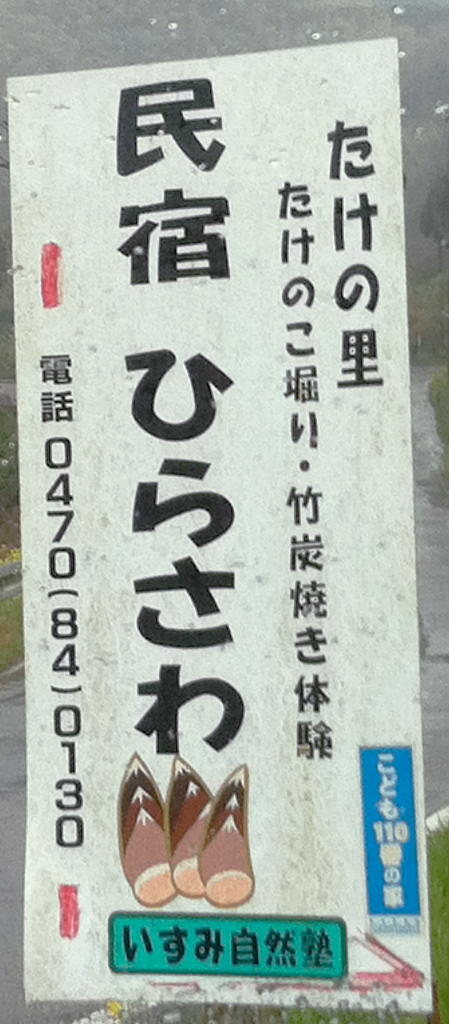 たけの里
たけのこ堀り・竹炭焼き体験
民宿 ひらさわ
電話 0470(84)0130
こども110番の家
いすみ自然塾